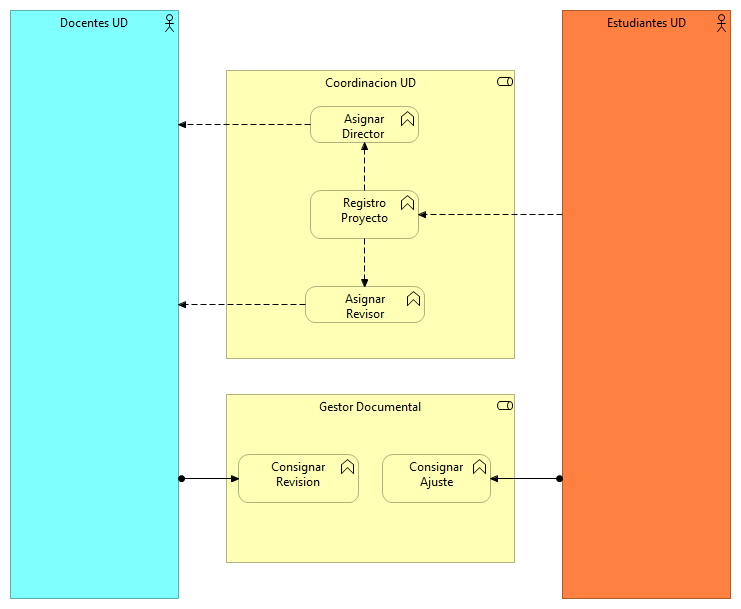 Docentes UD
Estudiantes UD
Coordinacion UD
Asignar
Director
Registro
Proyecto
Asignar
Revisor
Gestor Documental
Consignar
Revision
Consignar
Ajuste